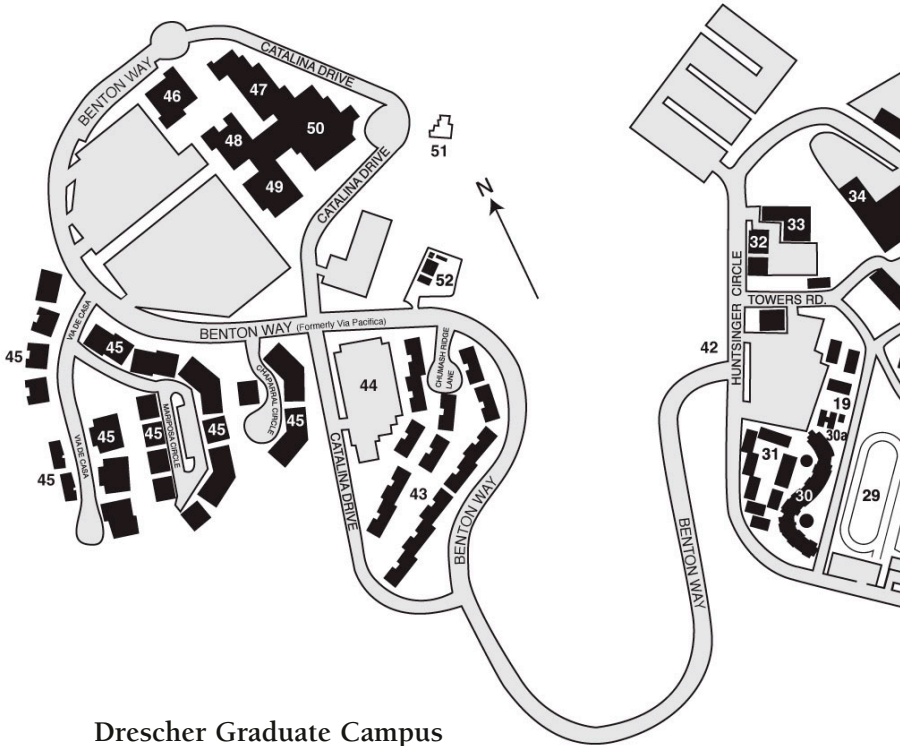 CATALINA DRIVE
BENTON WAY
46
47
48
50
49
51
CATALINA DRIVE
N
34
33
32
52
HUNTSINGER CIRCLE
TOWERS RD.
VIA DE CASA
BENTON WAY (Formerly Via Pacifica)
45
45
42
CHUMASH RIDGE
LANE
44
CHAPARRAL CIRCLE
19
MARIPOSA CIRCLE
45
45
45
45
30a
CATALINA DRIVE
VIA DE CASA
31
45
43
30
29
BENTON WAY
BENTON WAY
Drescher Graduate Campus